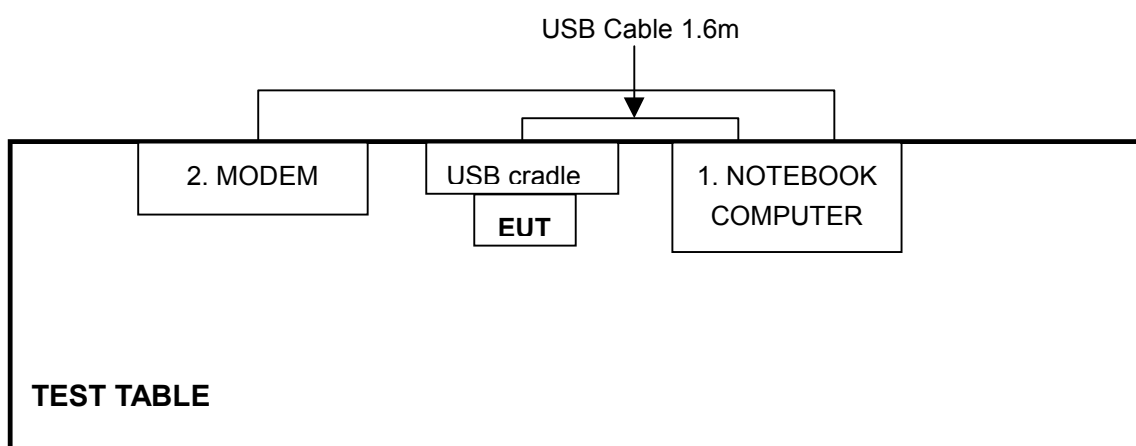 USB Cable 1.6m
2. MODEM
USB cradle
1. NOTEBOOK
COMPUTER
EUT
TEST TABLE